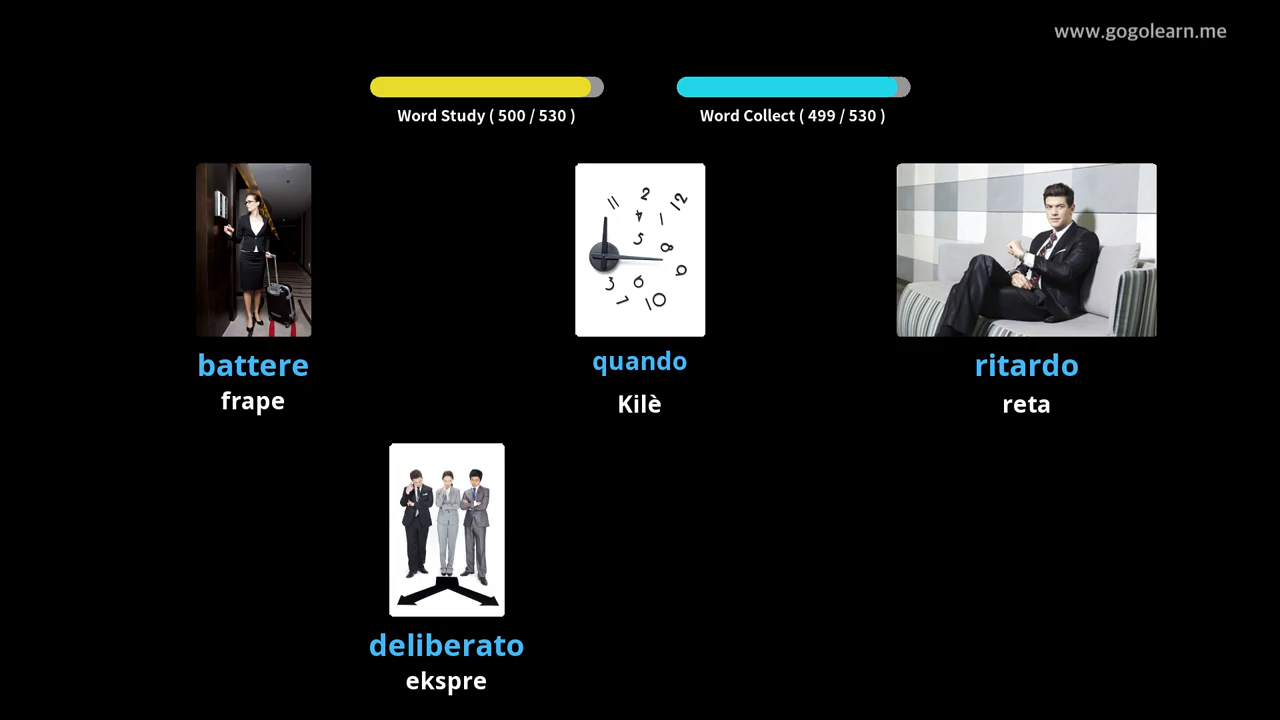 www.gogolearn.me
Word Study ( 500 / 530 )
Word Collect ( 499 / 530 )
battere
frape
quando
Kilè
ritardo
reta
deliberato
ekspre